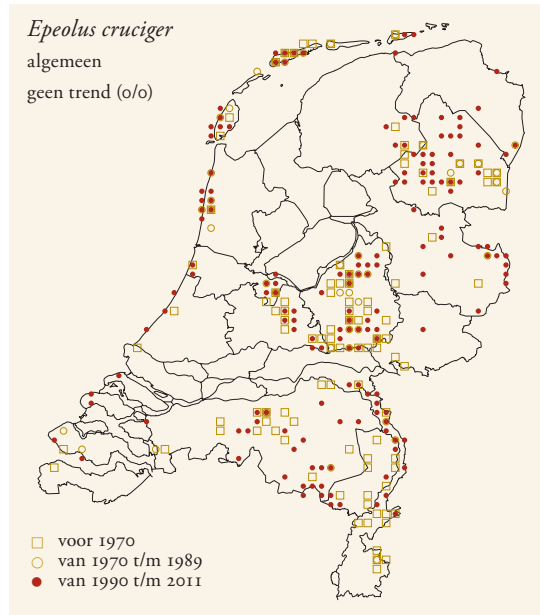 Epeolus cruciger
algemeen
geen trend (0/0)
voor 1970
van 1970 t/m 1989
van 1990 t/m 2011